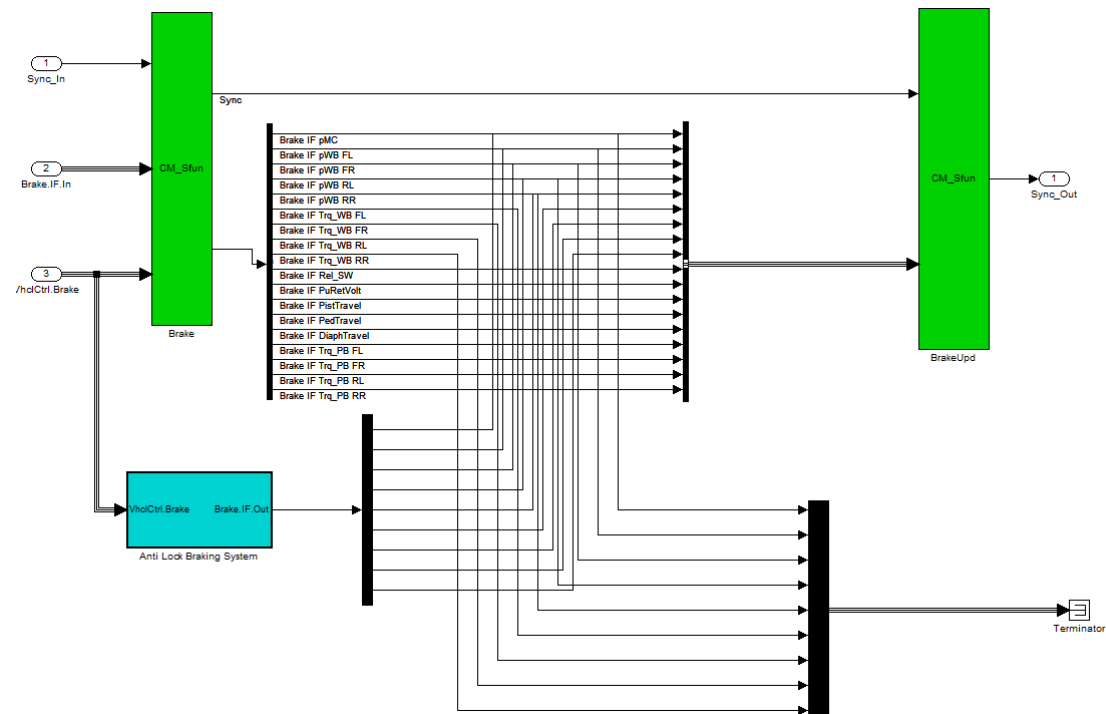 1
Sync_In
2
Brake.IF.In
3
/hclCtrl.Brake
CM_Sfun
Brake
Sync
Brake IF pMC
Brake IF pWB FL
Brake IF pWB FR
Brake IF pWB RL
Brake IF pWB RR
Brake IF Trq_WB FL
Brake IF Trq_WB FR
Brake IF Trq_WB RL
Brake IF Trq_WB RR
Brake IF Rel_SW
Brake IF PuRetVolt
Brake IF PistTravel
Brake IF PedTravel
Brake IF DiaphTravel
Brake IF Trq_PB FL
Brake IF Trq_PB FR
Brake IF Trq_PB RL
Brake IF Trq_PB RR
CM_Sfun
BrakeUpd
1
Sync_Out
VhclCtrl.Brake
Brake.IF.Out
Anti Lock Braking System
Terminator